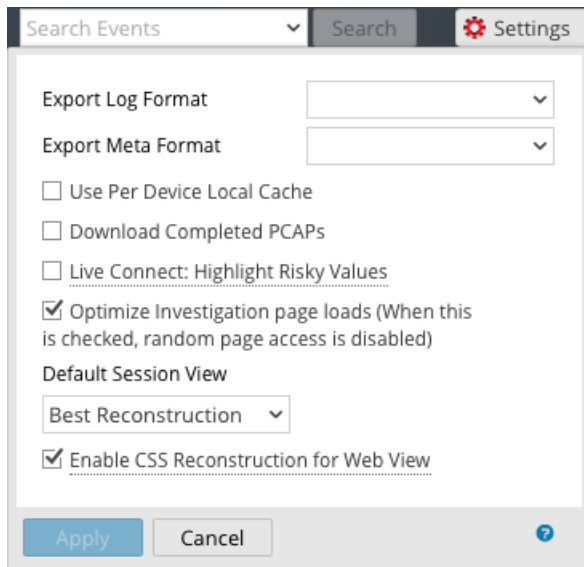 Search Events
Search
Settings
Export Log Format
Export Meta Format
Use Per Device Local Cache
Download Completed PCAPs
Live Connect: Highlight Risky Values
Optimize Investigation page loads (When this
is checked, random page access is disabled)
Default Session View
Best Reconstruction
Enable CSS Reconstruction for Web View
Apply
Cancel
?